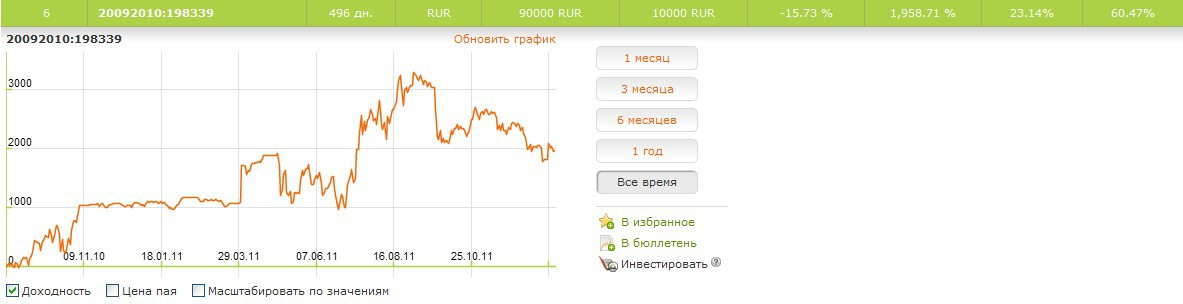 6 20092010:198339 496 дн. RUR 90000 RUR 10000 RUR -15.73 % 1,958.71 % 23.14% 60.47%
20092010:198339 Обновить график
3000
2000
1000
0
09.11.10 18.01.11 29.03.11 07.06.11 16.08.11 25.10.11
Доходность Цена пая Масштабировать по значениям
1 месяц
3 месяца
6 месяцев
1 год
Все время
В избранное
В бюллетень
Инвестировать ?